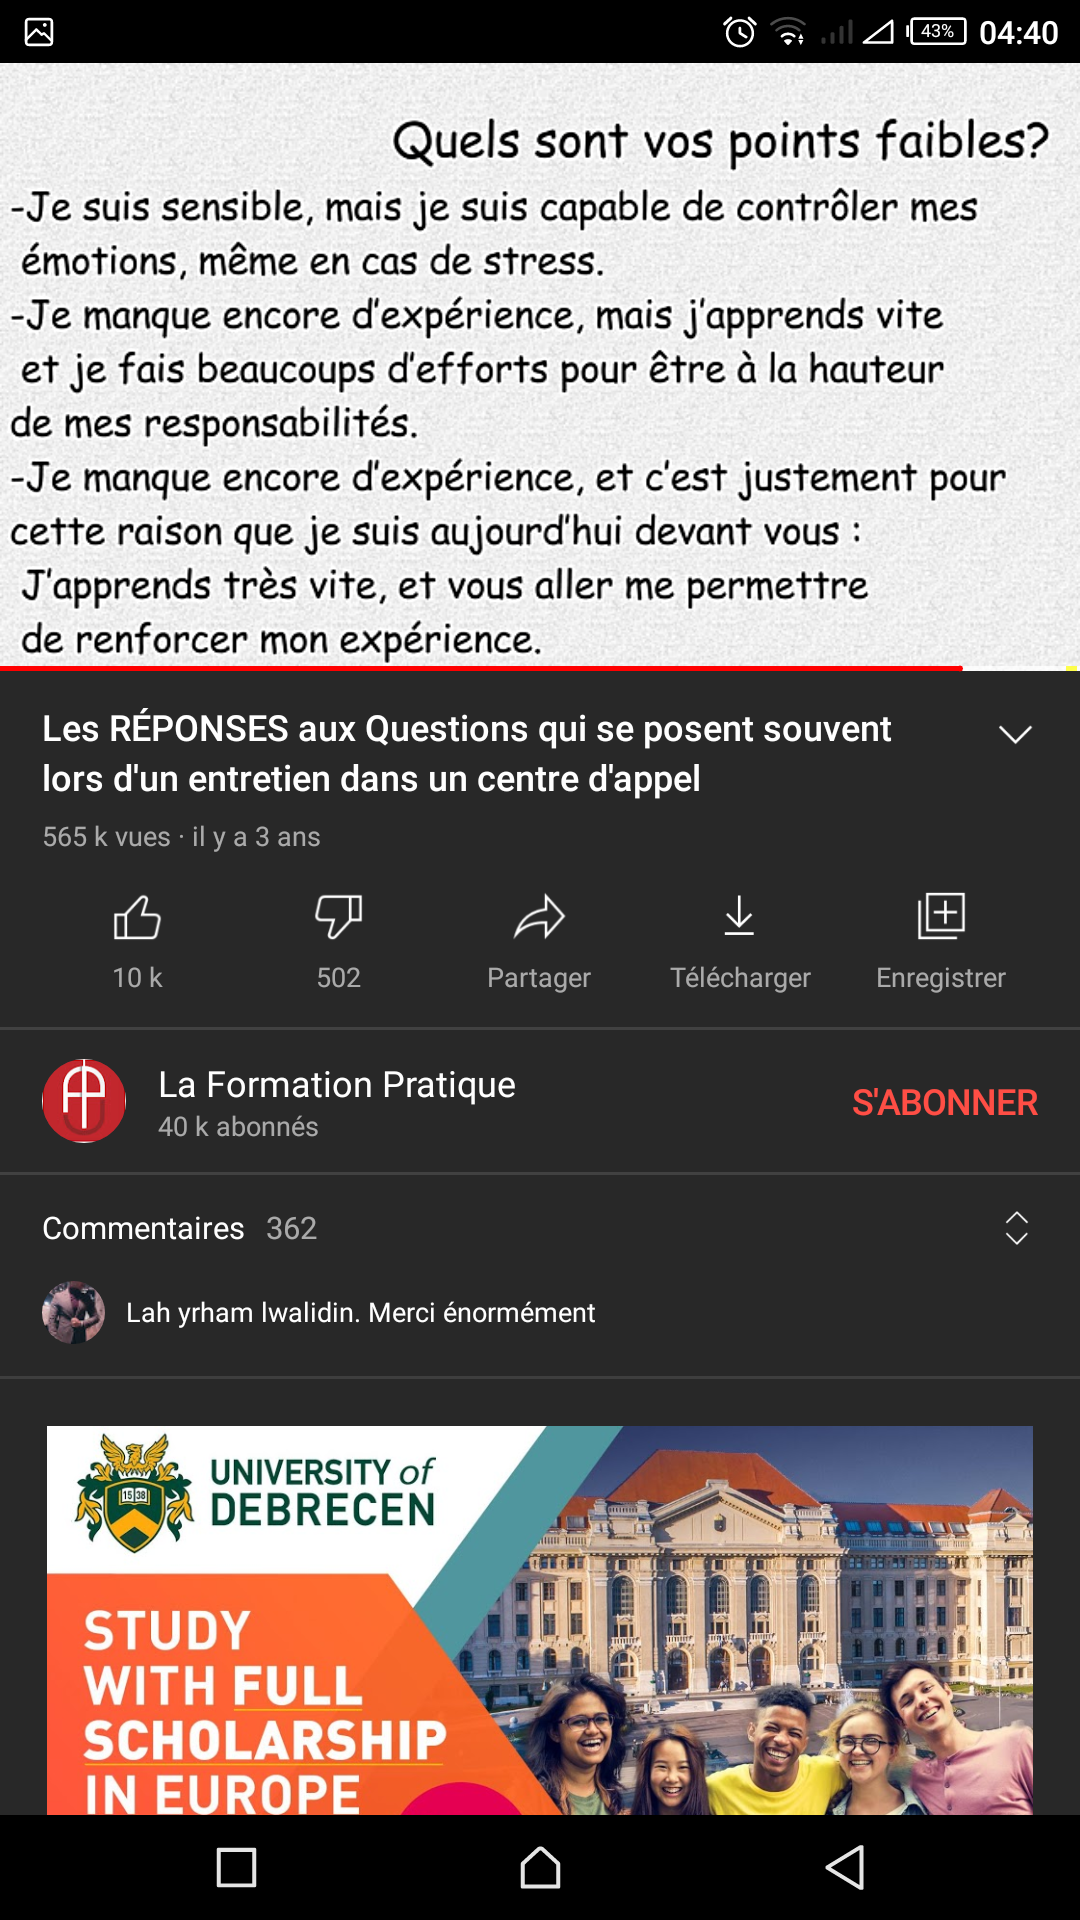 43% 04:40
Quels sont vos points faibles?
-Je suis sensible, mais je suis capable de contrôler mes
émotions, même en cas de stress.
-Je manque encore d'expérience, mais j'apprends vite
et je fais beaucoups d'efforts pour être à la hauteur
de mes responsabilités.
-Je manque encore d'expérience, et c'est justement pour
cette raison que je suis aujourd'hui devant vous :
J'apprends très vite, et vous aller me permettre
de renforcer mon expérience.
Les RÉPONSES aux Questions qui se posent souvent
lors d'un entretien dans un centre d'appel
565 k vues · il y a 3 ans
10 k 502 Partager Télécharger Enregistrer
La Formation Pratique
40 k abonnés
S'ABONNER
Commentaires 362
Lah yrham lwalidin. Merci énormément
15 38
UNIVERSITY of
DEBRECEN
STUDY
WITH FULL
SCHOLARSHIP
IN EUROPE